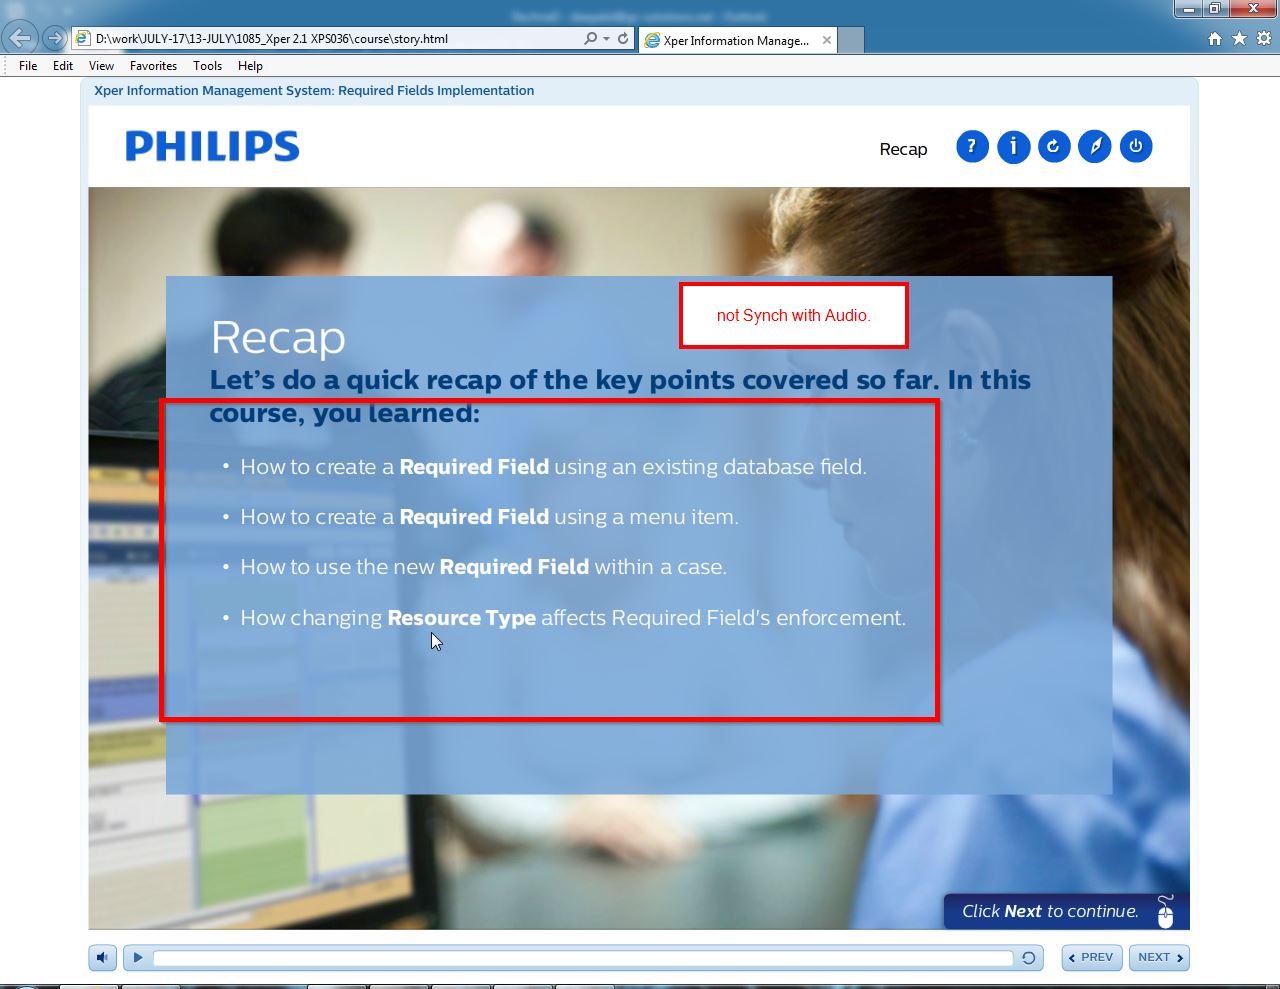 D:\work\JULY-17\13-JULY\1085_Xper 2.1 XPS036\course\story.html
Xper Information Manage...
File Edit View Favorites Tools Help
Xper Information Management System: Required Fields Implementation
PHILIPS
Recap
not Synch with Audio.
Recap
Let’s do a quick recap of the key points covered so far. In this
course, you learned:
• How to create a Required Field using an existing database field.
• How to create a Required Field using a menu item.
• How to use the new Required Field within a case.
• How changing Resource Type affects Required Field's enforcement.
Click Next to continue.
PREV
NEXT